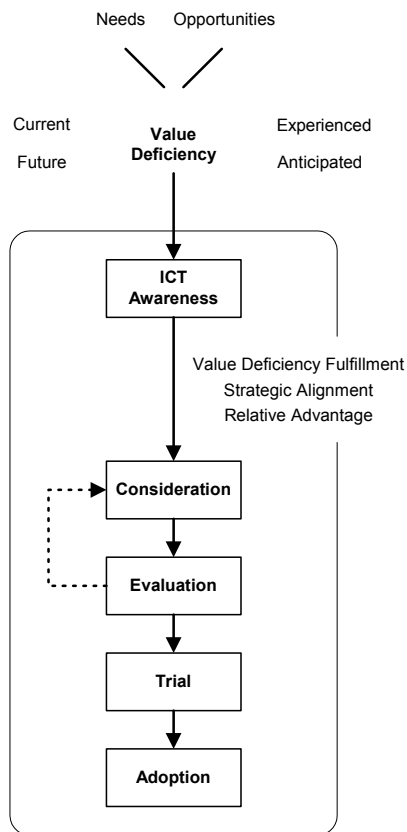 Needs Opportunities
Current
Future
Value
Deficiency
Experienced
Anticipated
ICT
Awareness
Value Deficiency Fulfillment
Strategic Alignment
Relative Advantage
Consideration
Evaluation
Trial
Adoption